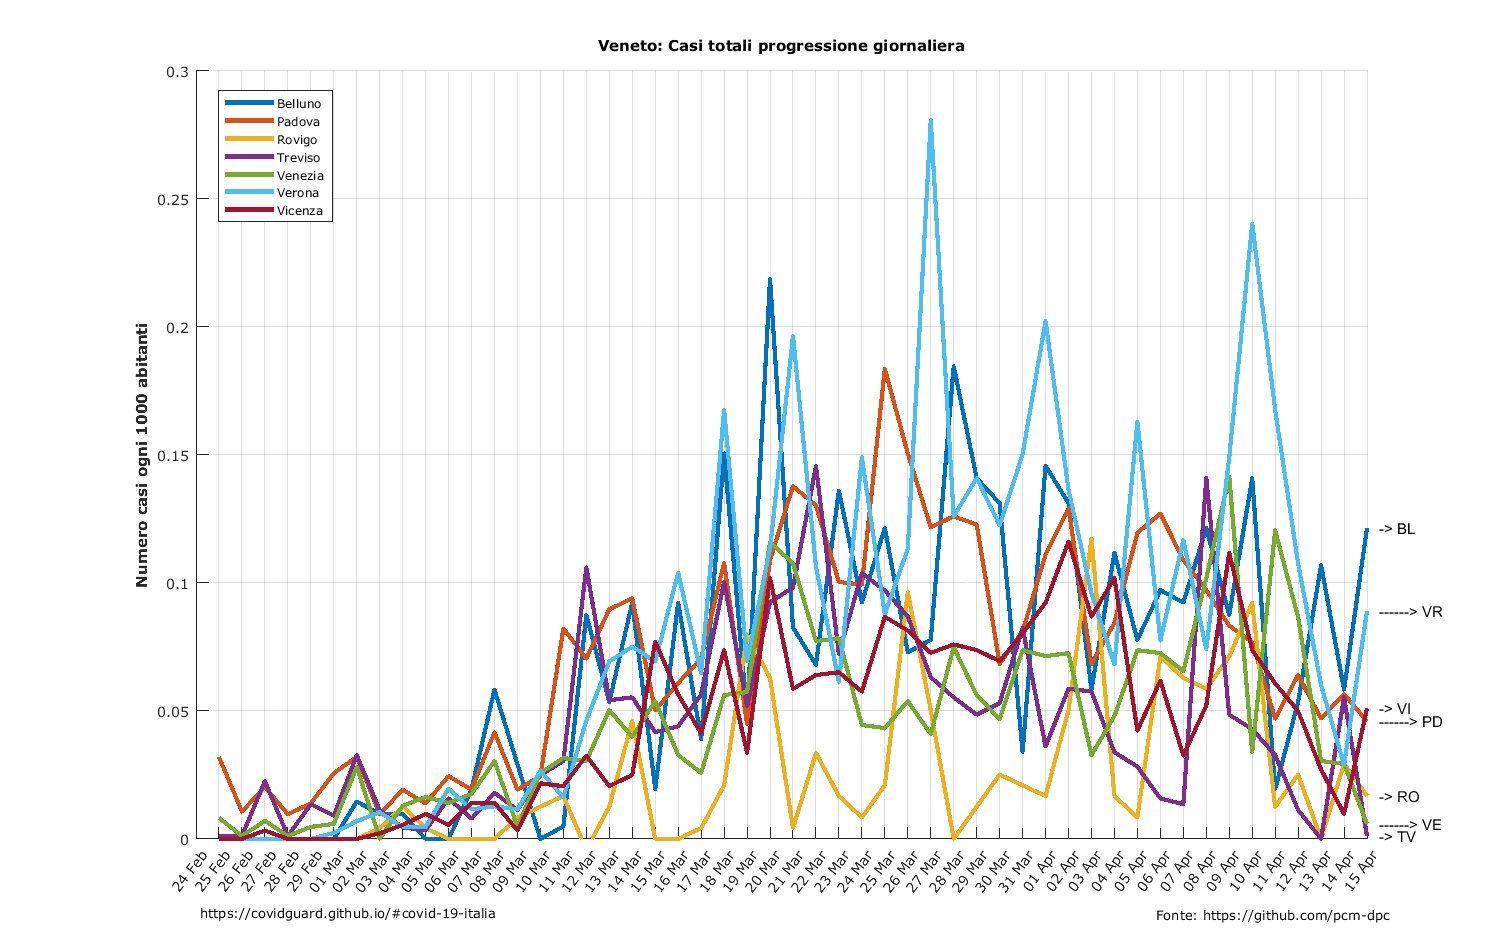 Veneto: Casi totali progressione giornaliera
Numero casi ogni 1000 abitanti
0.3
0.25
0.2
0.15
0.1
0.05
0
Belluno
Padova
Rovigo
Treviso
Venezia
Verona
Vicenza
-> BL
------> VR
-> VI
------> PD
-> RO
------> VE
-> TV
24 Feb
25 Feb
26 Feb
27 Feb
28 Feb
29 Feb
01 Mar
02 Mar
03 Mar
04 Mar
05 Mar
06 Mar
07 Mar
08 Mar
09 Mar
10 Mar
11 Mar
12 Mar
13 Mar
14 Mar
15 Mar
16 Mar
17 Mar
18 Mar
19 Mar
20 Mar
21 Mar
22 Mar
23 Mar
24 Mar
25 Mar
26 Mar
27 Mar
28 Mar
29 Mar
30 Mar
31 Mar
01 Apr
02 Apr
03 Apr
04 Apr
05 Apr
06 Apr
07 Apr
08 Apr
09 Apr
10 Apr
11 Apr
12 Apr
13 Apr
14 Apr
15 Apr
https://covidguard.github.io/#covid-19-italia
Fonte: https://github.com/pcm-dpc